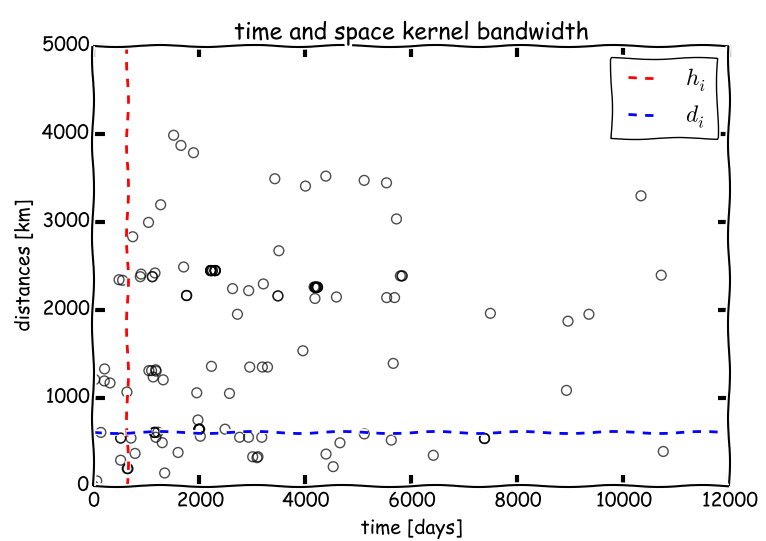 time and space kernel bandwidth
5000
4000
3000
2000
1000
0
distances [km]
h_i
d_i
0 2000 4000 6000 8000 10000 12000
time [days]